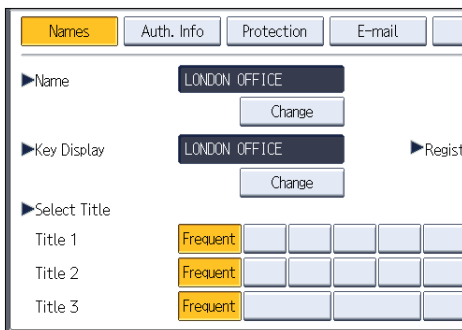 Names Auth. Info Protection E-mail
▶Name LONDON OFFICE
Change
▶Key Display LONDON OFFICE ▶Regist
Change
▶Select Title
Title 1 Frequent
Title 2 Frequent
Title 3 Frequent